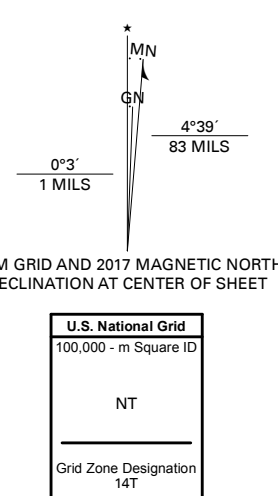 ★
MN
GN
4°39´
83 MILS
0°3´
1 MILS
M GRID AND 2017 MAGNETIC NORTH
ECLINATION AT CENTER OF SHEET
U.S. National Grid
100,000 - m Square ID
NT
Grid Zone Designation
14T